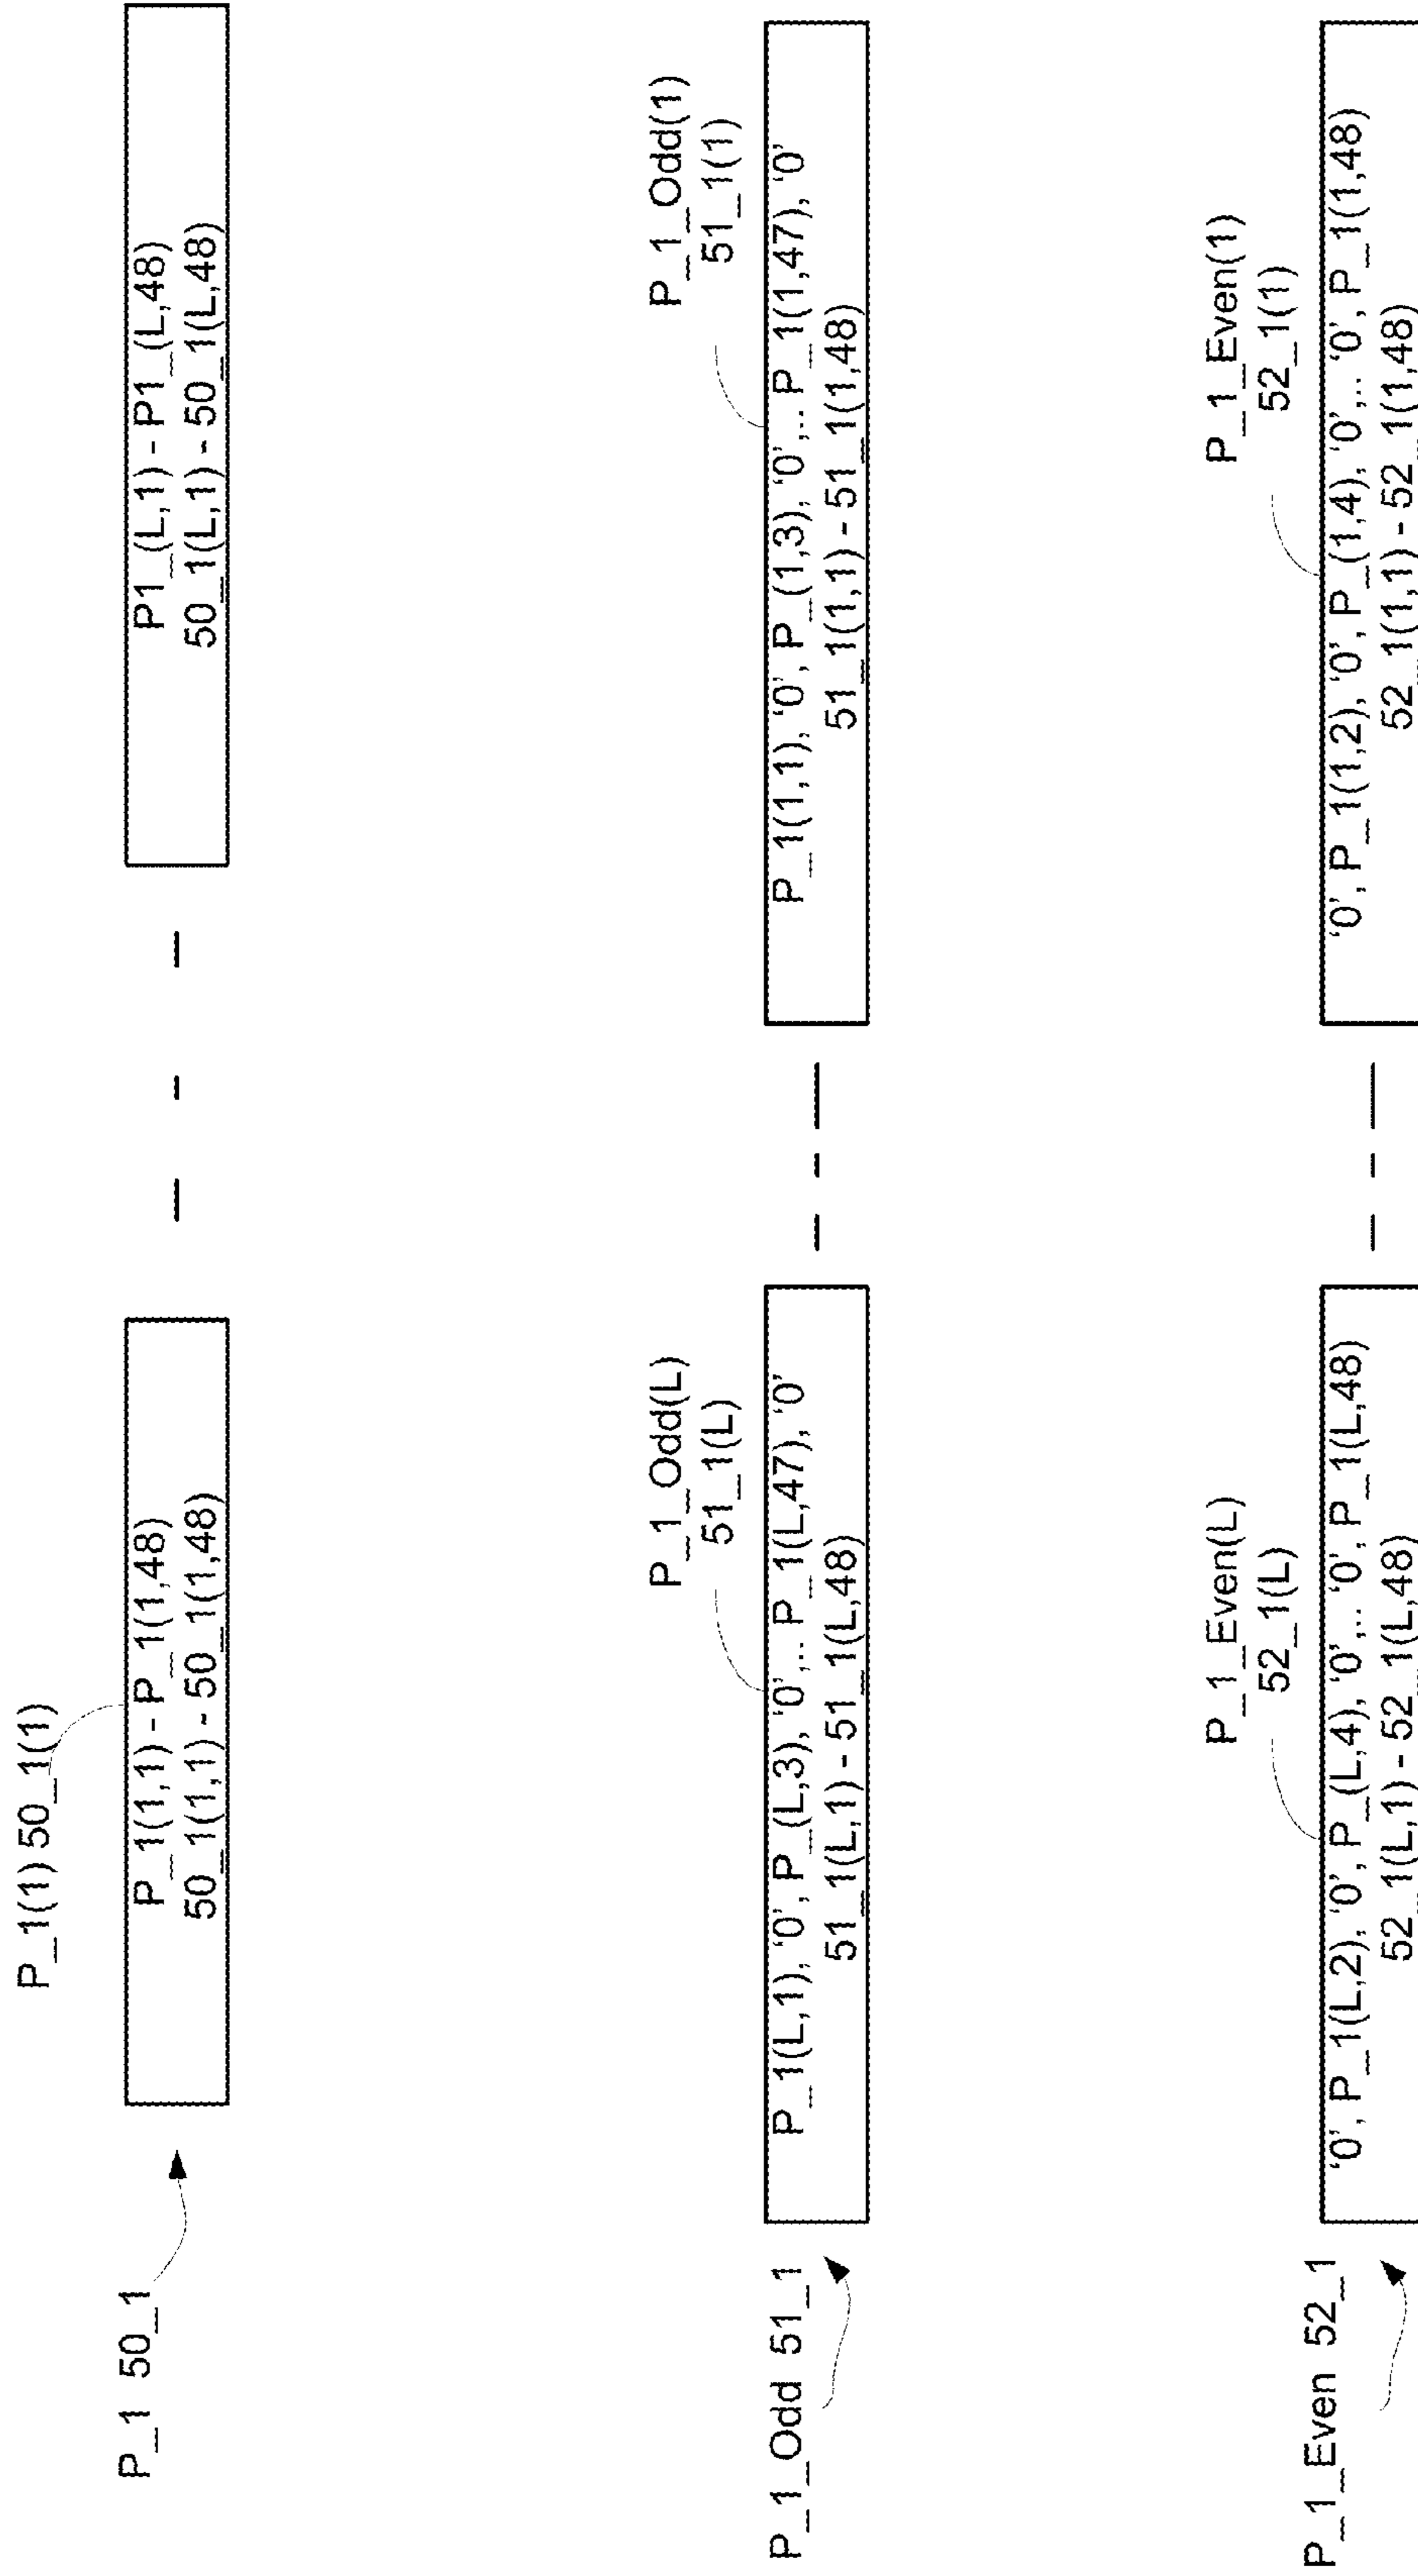 P_1(1) 50_1(1)
P_1 50_1
P_1(1,1) - P_1(1,48)
50_1(1,1) - 50_1(1,48)
P1_(L,1) - P1_(L,48)
50_1(L,1) - 50_1(L,48)
P_1_Odd(L)
51_1(L)
P_1_Odd(1)
51_1(1)
P_1_Odd 51_1
P_1(L,1), '0', P_(L,3), '0',.. P_1(L,47), '0'
51_1(L,1) - 51_1(L,48)
P_1(1,1), '0', P_(1,3), '0',.. P_1(1,47), '0'
51_1(1,1) - 51_1(1,48)
P_1_Even(L)
52_1(L)
P_1_Even(1)
52_1(1)
P_1_Even 52_1
'0', P_1(L,2), '0', P_(L,4), '0',.. '0', P_1(L,48)
52_1(L,1) - 52_1(L,48)
'0', P_1(1,2), '0', P_(1,4), '0',.. '0', P_1(1,48)
52_1(1,1) - 52_1(1,48)